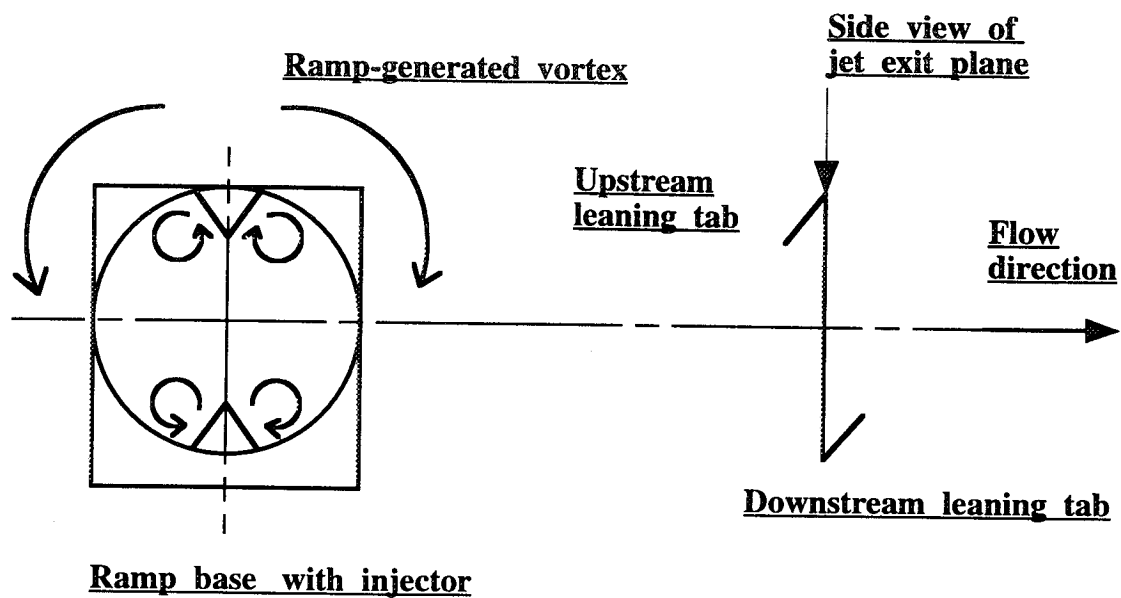 Side view of
jet exit plane
Ramp-generated vortex
Upstream
leaning tab
Flow
direction
Downstream leaning tab
Ramp base with injector